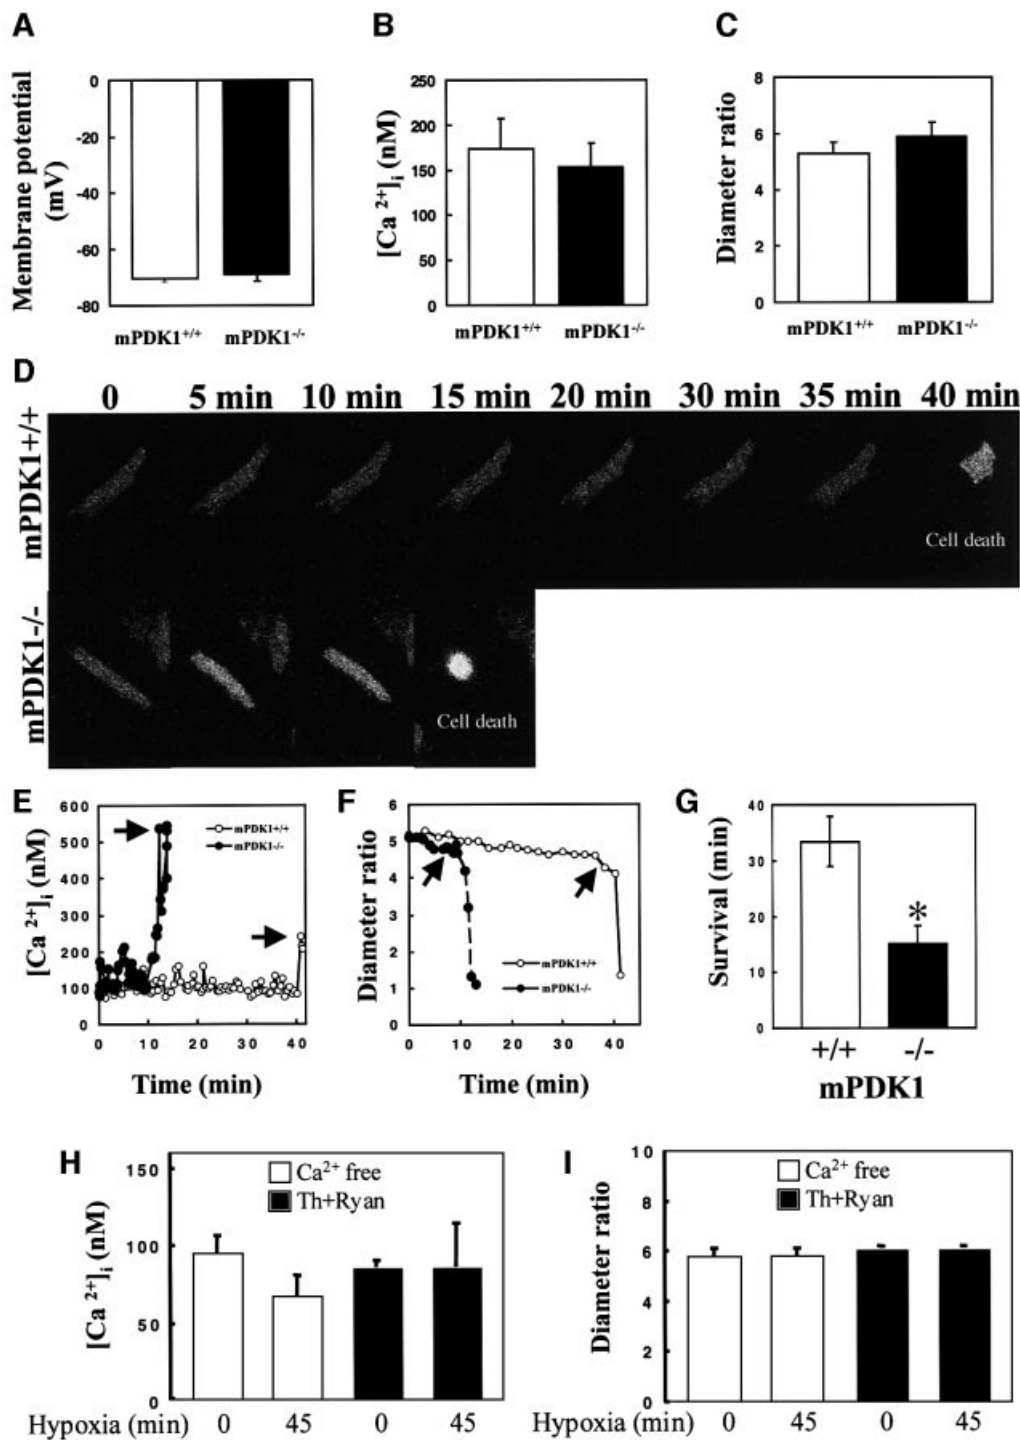 A
Membrane potential
(mV)
0
-20
-40
-60
-80
mPDK1+/+ mPDK1-/-
B
[Ca 2+]i (nM)
250
200
150
100
50
0
mPDK1+/+ mPDK1-/-
C
Diameter ratio
8
6
4
2
0
mPDK1+/+ mPDK1-/-
D
0 5 min 10 min 15 min 20 min 30 min 35 min 40 min
mPDK1+/+
Cell death
mPDK1-/-
Cell death
E
[Ca 2+]i (nM)
600
500
400
300
200
100
0
mPDK1+/+
mPDK1-/-
0 10 20 30 40
Time (min)
F
Diameter ratio
6
5
4
3
2
1
0
mPDK1+/+
mPDK1-/-
0 10 20 30 40
Time (min)
G
Survival (min)
40
30
20
10
0
*
+/+ -/-
mPDK1
H
[Ca 2+]i (nM)
150
100
50
0
Ca2+ free
Th+Ryan
Hypoxia (min) 0 45 0 45
I
Diameter ratio
10
8
6
4
2
0
Ca2+ free
Th+Ryan
Hypoxia (min) 0 45 0 45